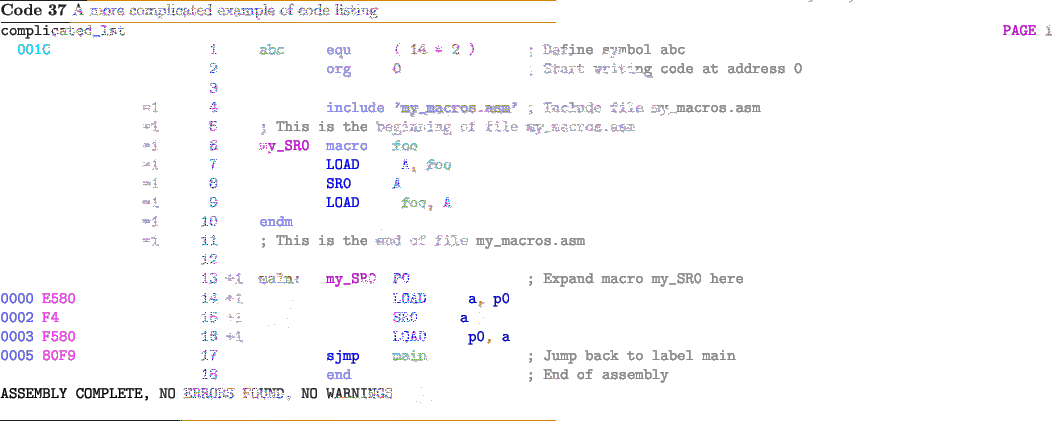 Code 37 A more complicated example of code listing
complicated_lst PAGE 1
001C 1 abc equ ( 14 * 2 ) ; Define symbol abc
2 org 0 ; Start writing code at address 0
3
=1 4 include 'my_macros.asm' ; Include file my_macros.asm
=1 5 ; This is the beginning of file my_macros.asm
=1 6 my_SR0 macro foo
=1 7 LOAD A, foo
=1 8 SR0 A
=1 9 LOAD foo, A
=1 10 endm
=1 11 ; This is the end of file my_macros.asm
12
13 +1 main: my_SR0 P0 ; Expand macro my_SR0 here
0000 E580 14 +1 LOAD a, p0
0002 F4 15 +1 SR0 a
0003 F580 16 +1 LOAD p0, a
0005 80F9 17 sjmp main ; Jump back to label main
18 end ; End of assembly
ASSEMBLY COMPLETE, NO ERRORS FOUND, NO WARNINGS